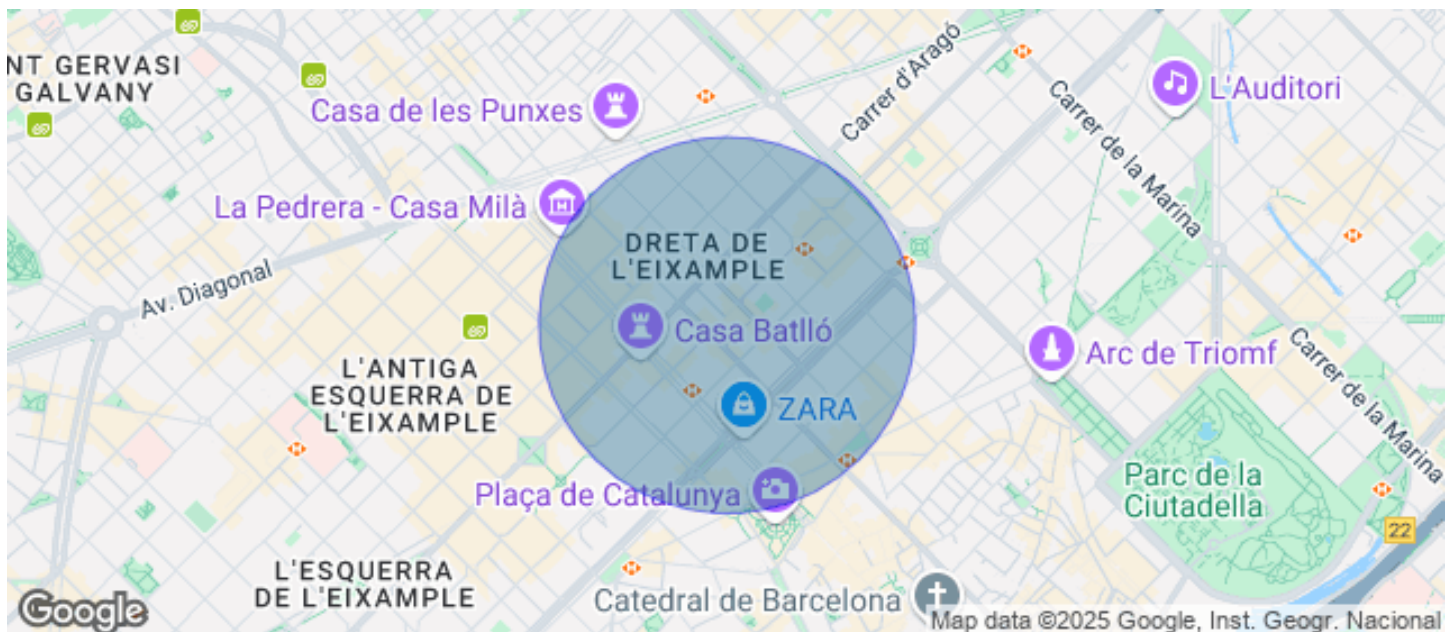 NT GERVASI
GALVANY
Casa de les Punxes
Carrer d'Aragó
L'Auditori
Carrer de la Marina
La Pedrera - Casa Milà
DRETA DE
L'EIXAMPLE
Av. Diagonal
Casa Batlló
Arc de Triomf
L'ANTIGA
ESQUERRA DE
L'EIXAMPLE
ZARA
Carrer de la Marina
Plaça de Catalunya
Parc de la
Ciutadella
22
L'ESQUERRA
DE L'EIXAMPLE
Catedral de Barcelona
Google
Map data ©2025 Google, Inst. Geogr. Nacional